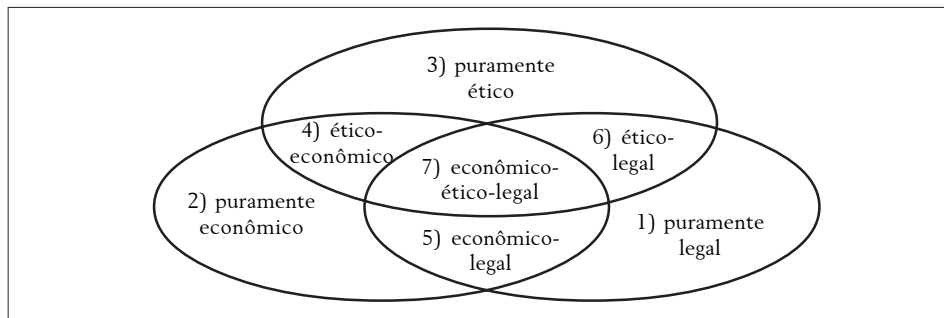 3) puramente
ético
4) ético-
econômico
6) ético-
legal
7) econômico-
ético-legal
2) puramente
econômico
1) puramente
legal
5) econômico-
legal